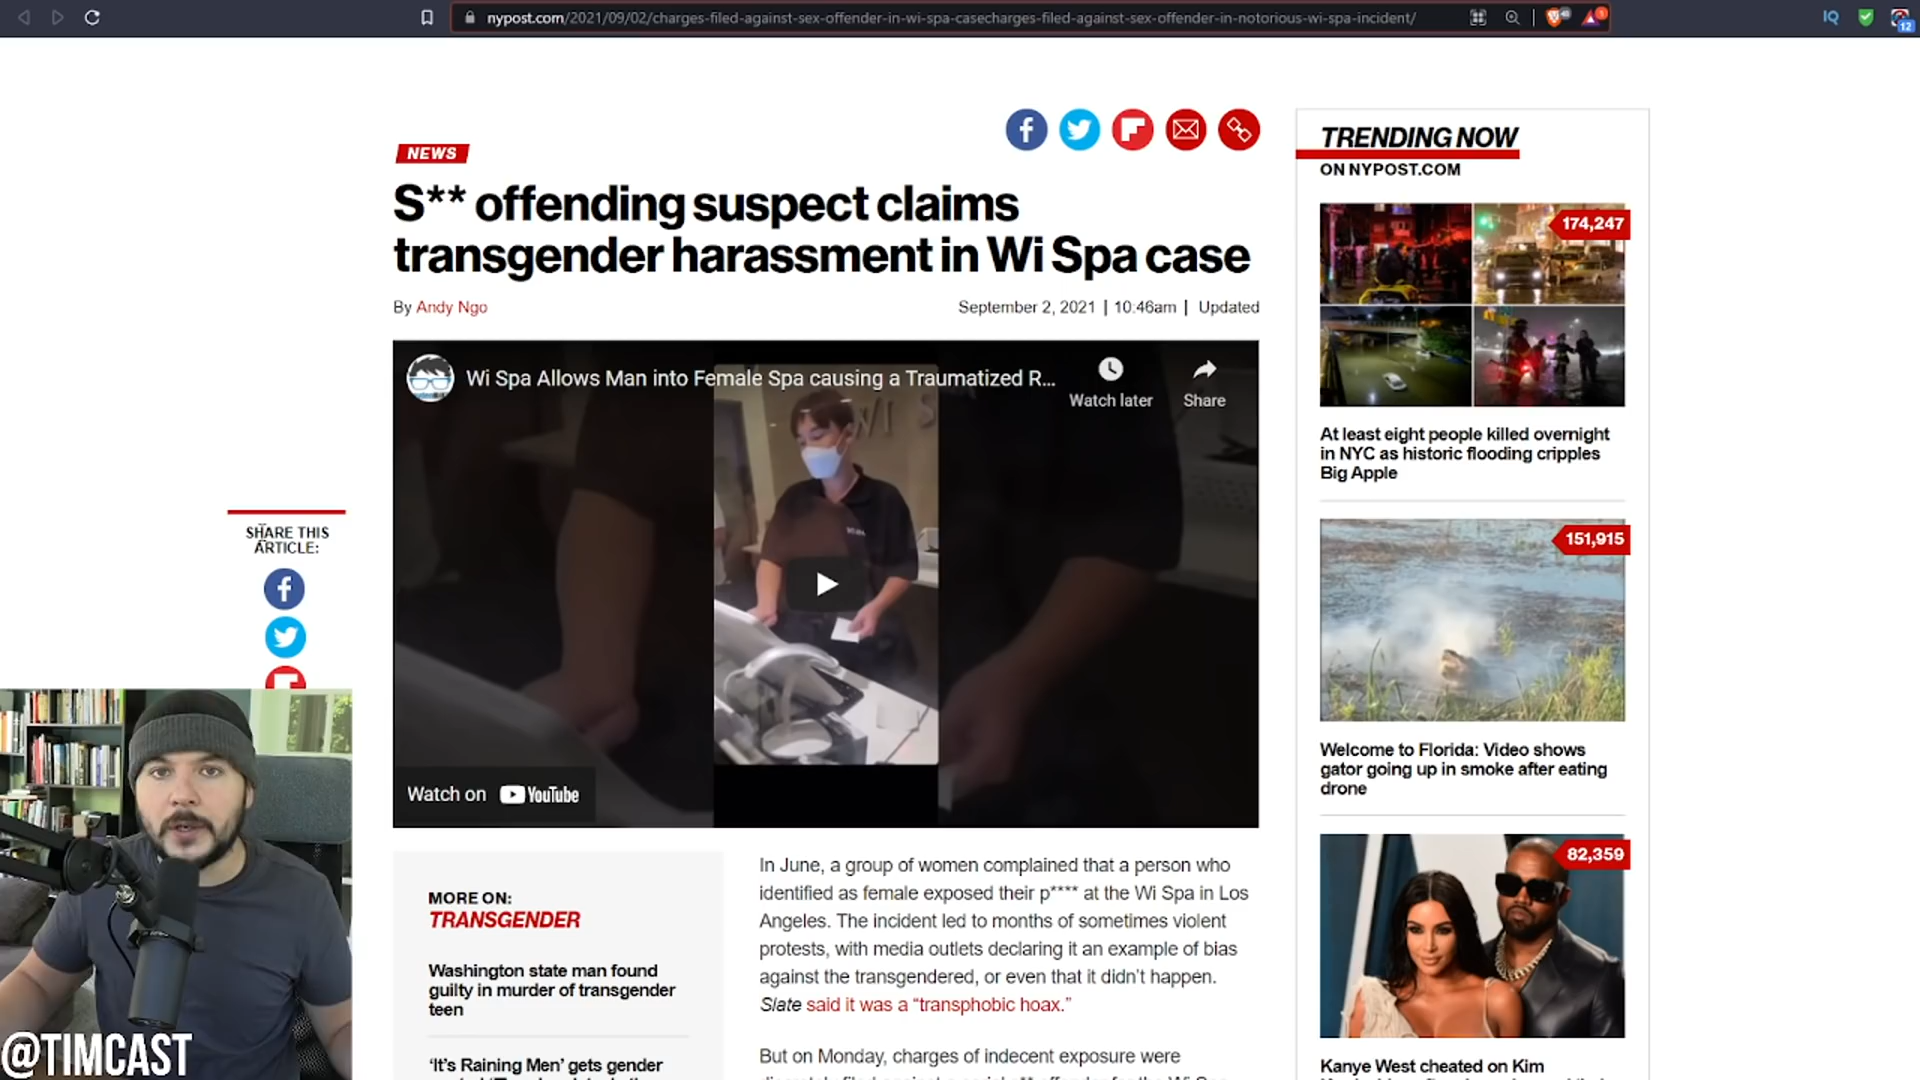 nypost.com/2021/09/02/charges-filed-against-sex-offender-in-wi-spa-casecharges-filed-against-sex-offender-in-notorious-wi-spa-incident/
IQ
12
NEWS
S** offending suspect claims
transgender harassment in Wi Spa case
By Andy Ngo
September 2, 2021 | 10:46am | Updated
Wi Spa Allows Man into Female Spa causing a Traumatized R...
Watch later
Share
WI S
Watch on YouTube
SHARE THIS
ARTICLE:
MORE ON:
TRANSGENDER
Washington state man found
guilty in murder of transgender
teen
‘It’s Raining Men’ gets gender
In June, a group of women complained that a person who
identified as female exposed their p**** at the Wi Spa in Los
Angeles. The incident led to months of sometimes violent
protests, with media outlets declaring it an example of bias
against the transgendered, or even that it didn’t happen.
Slate said it was a “transphobic hoax.”
But on Monday, charges of indecent exposure were
TRENDING NOW
ON NYPOST.COM
174,247
At least eight people killed overnight
in NYC as historic flooding cripples
Big Apple
151,915
Welcome to Florida: Video shows
gator going up in smoke after eating
drone
82,359
Kanye West cheated on Kim
@TIMCAST